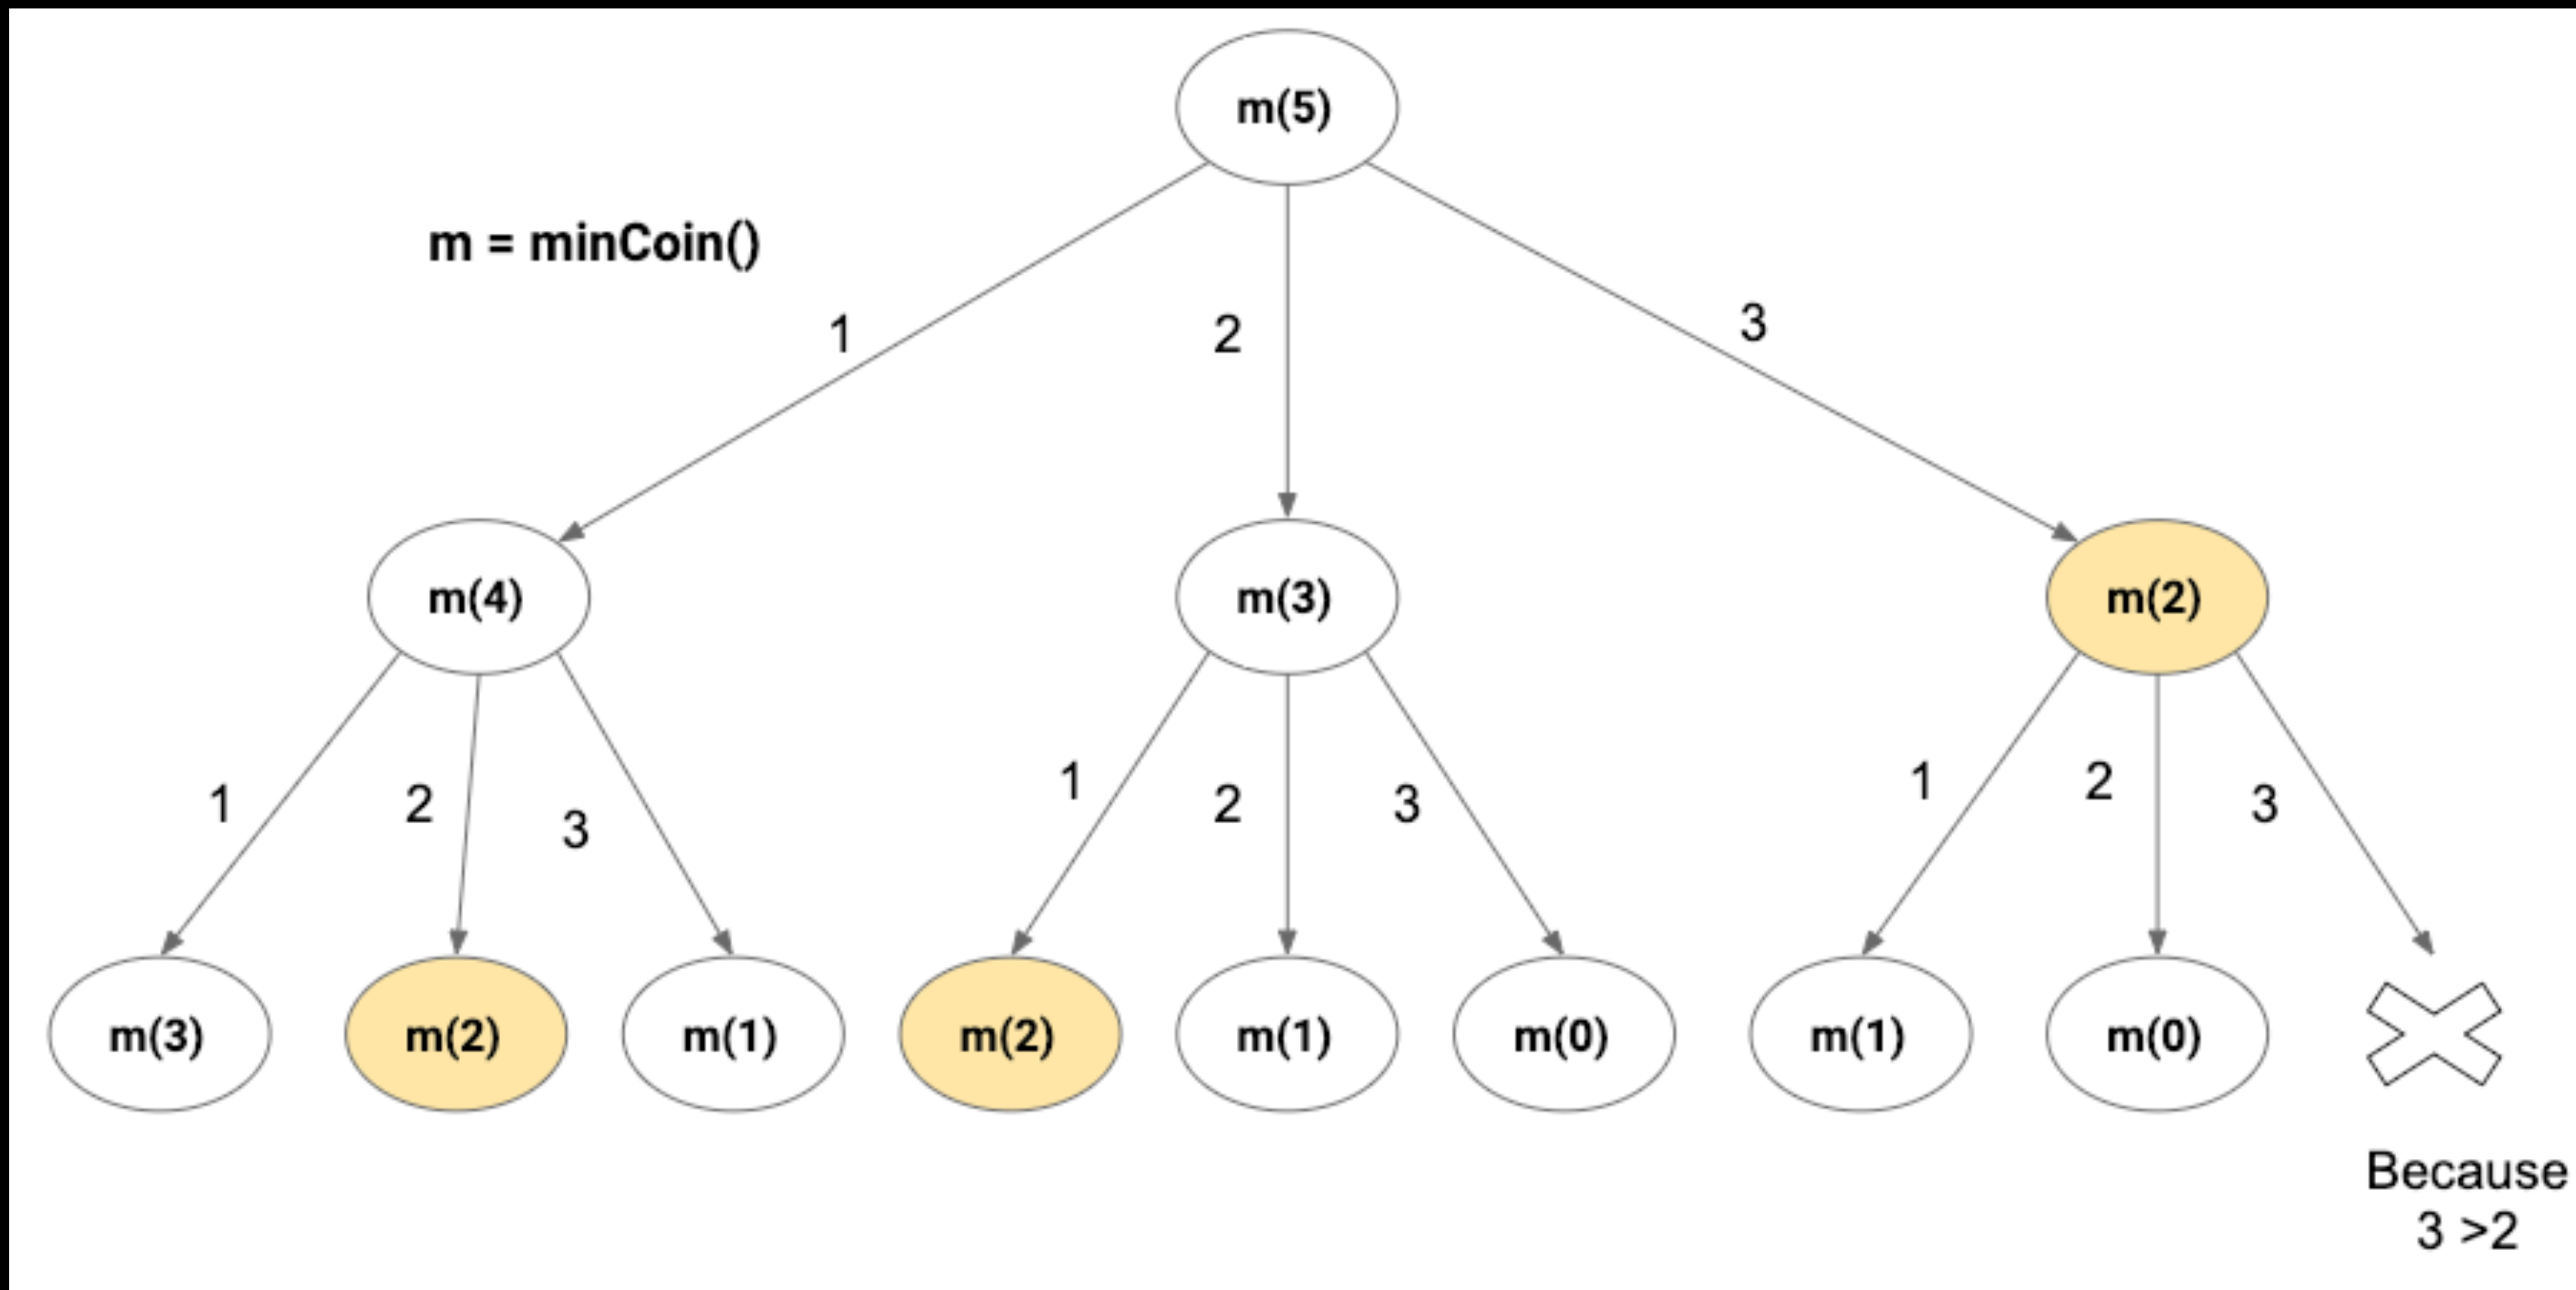 m(5)
m = minCoin()
1
2
3
m(4)
m(3)
m(2)
1
2
3
1
2
3
1
2
3
m(3)
m(2)
m(1)
m(2)
m(1)
m(0)
m(1)
m(0)
Because
3 >2